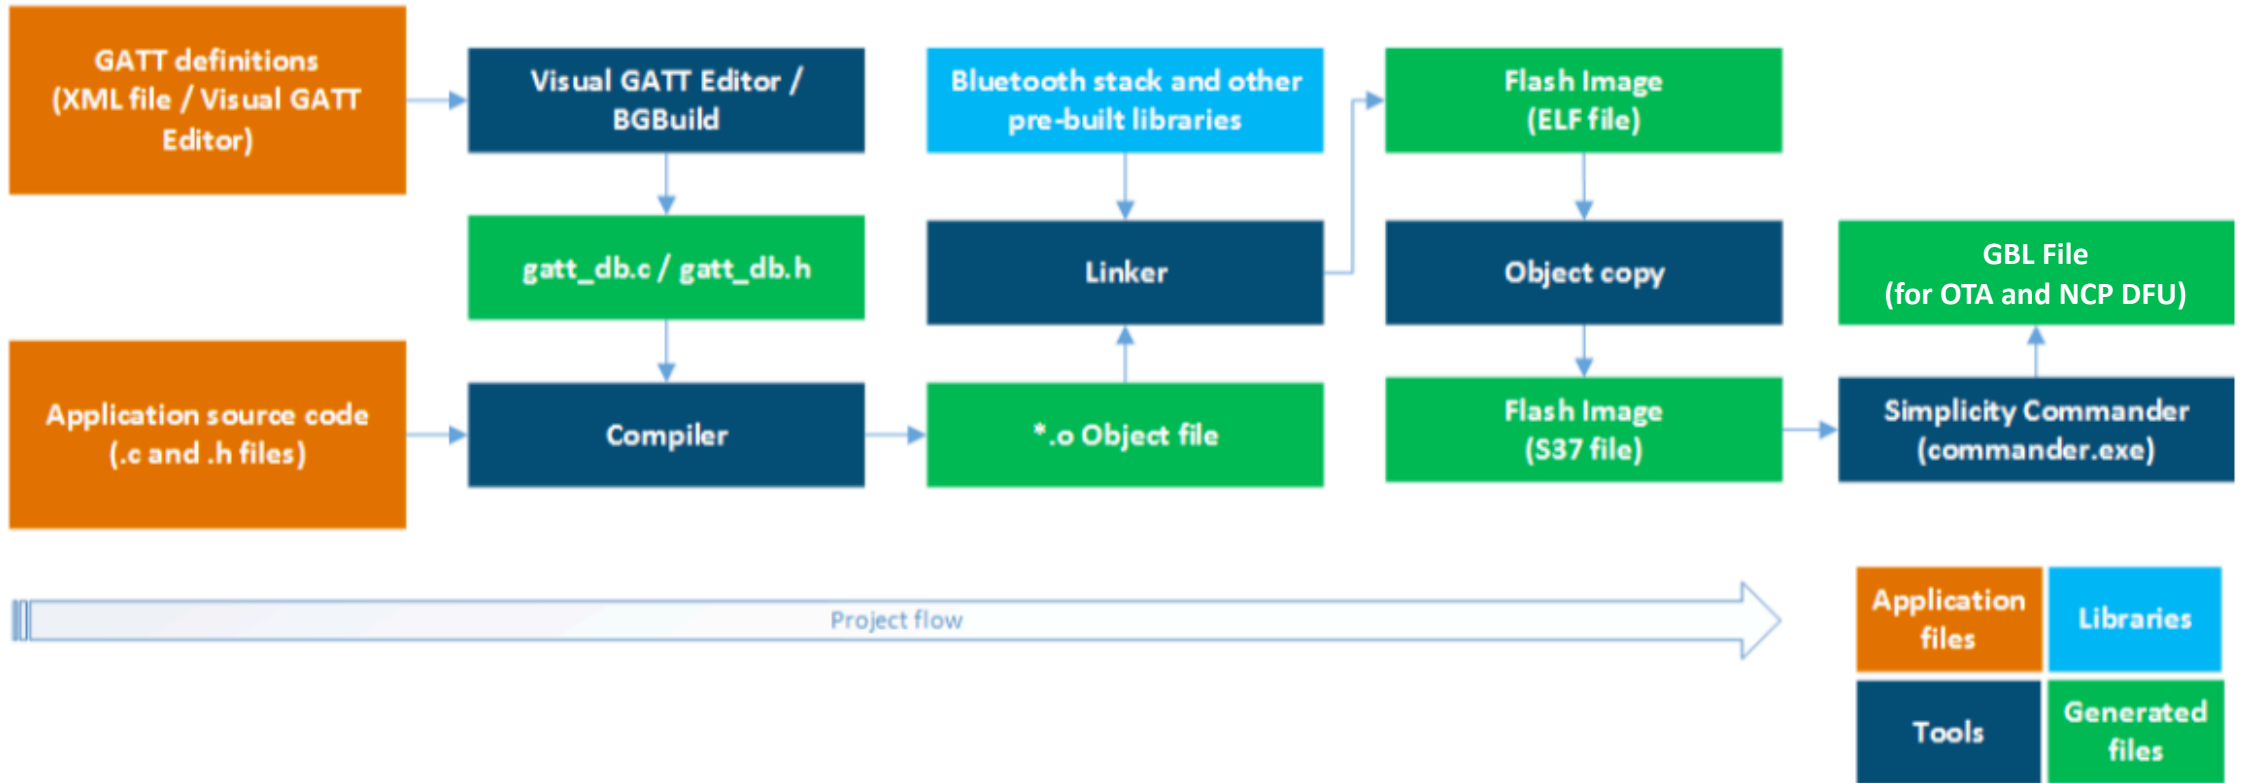 GATT definitions
(XML file / Visual GATT
Editor)
Visual GATT Editor /
BGBuild
Bluetooth stack and other
pre-built libraries
Flash Image
(ELF file)
gatt_db.c / gatt_db.h
Linker
Object copy
GBL File
(for OTA and NCP DFU)
Application source code
(.c and .h files)
Compiler
*.o Object file
Flash Image
(S37 file)
Simplicity Commander
(commander.exe)
Project flow
Application
files
Libraries
Tools
Generated
files